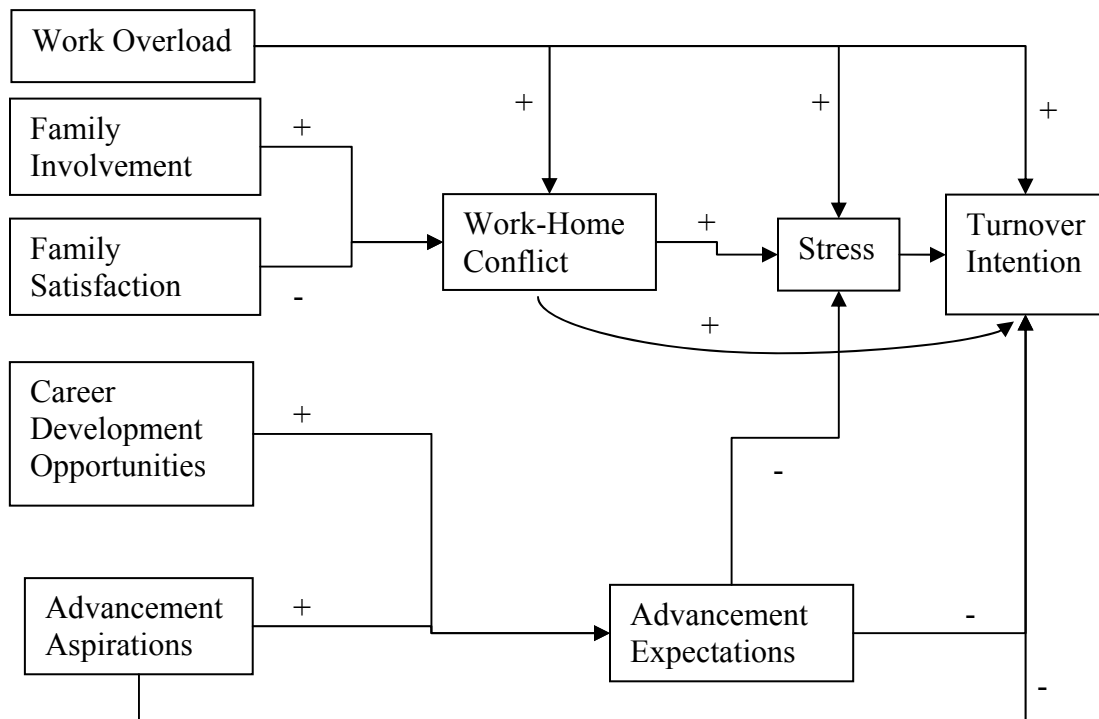 Work Overload
+
+
+
Family
Involvement
+
Family
Satisfaction
-
Work-Home
Conflict
+
Stress
Turnover
Intention
+
Career
Development
Opportunities
+
-
Advancement
Aspirations
+
Advancement
Expectations
-
-